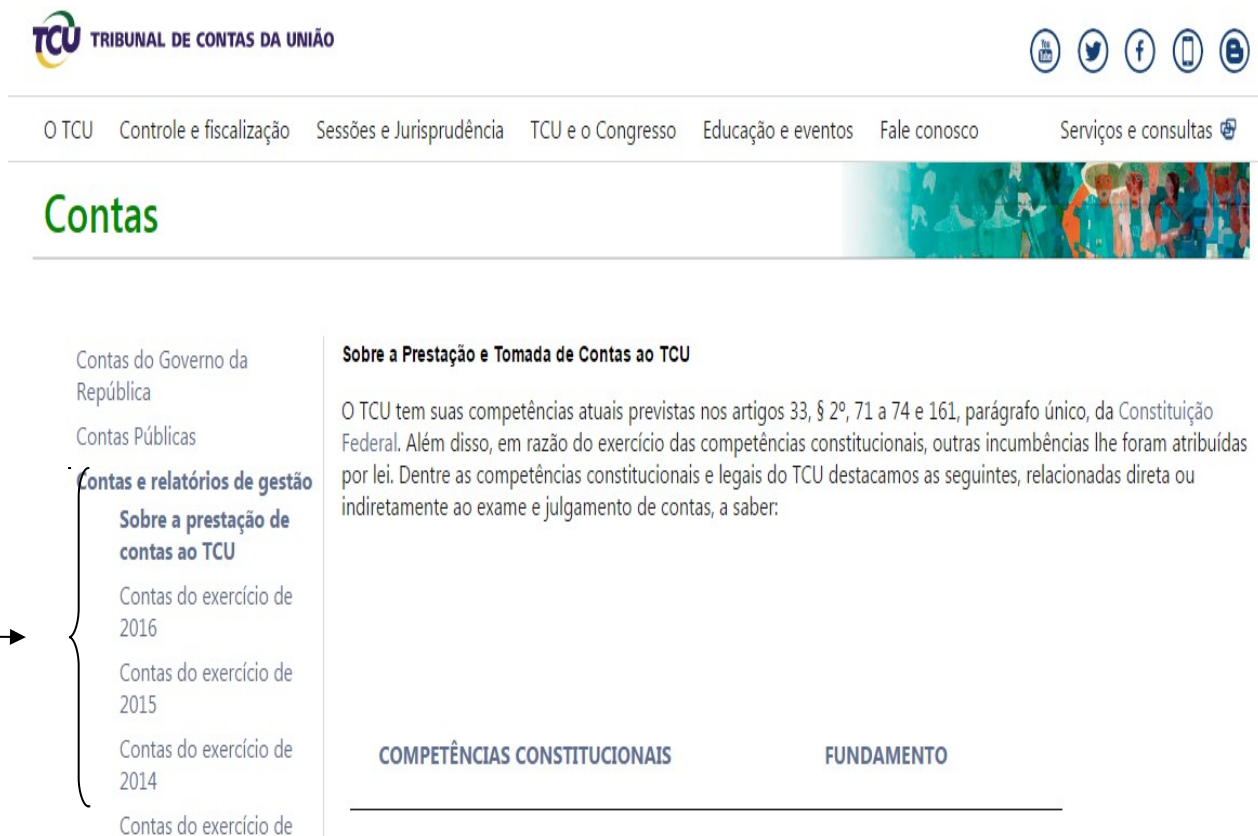 TCU TRIBUNAL DE CONTAS DA UNIÃO
You Tube
O TCU Controle e fiscalização Sessões e Jurisprudência TCU e o Congresso Educação e eventos Fale conosco Serviços e consultas
Contas
Contas do Governo da
República
Contas Públicas
Contas e relatórios de gestão
Sobre a prestação de
contas ao TCU
Contas do exercício de
2016
Contas do exercício de
2015
Contas do exercício de
2014
Contas do exercício de
Sobre a Prestação e Tomada de Contas ao TCU
O TCU tem suas competências atuais previstas nos artigos 33, § 2º, 71 a 74 e 161, parágrafo único, da Constituição
Federal. Além disso, em razão do exercício das competências constitucionais, outras incumbências lhe foram atribuídas
por lei. Dentre as competências constitucionais e legais do TCU destacamos as seguintes, relacionadas direta ou
indiretamente ao exame e julgamento de contas, a saber:
COMPETÊNCIAS CONSTITUCIONAIS FUNDAMENTO